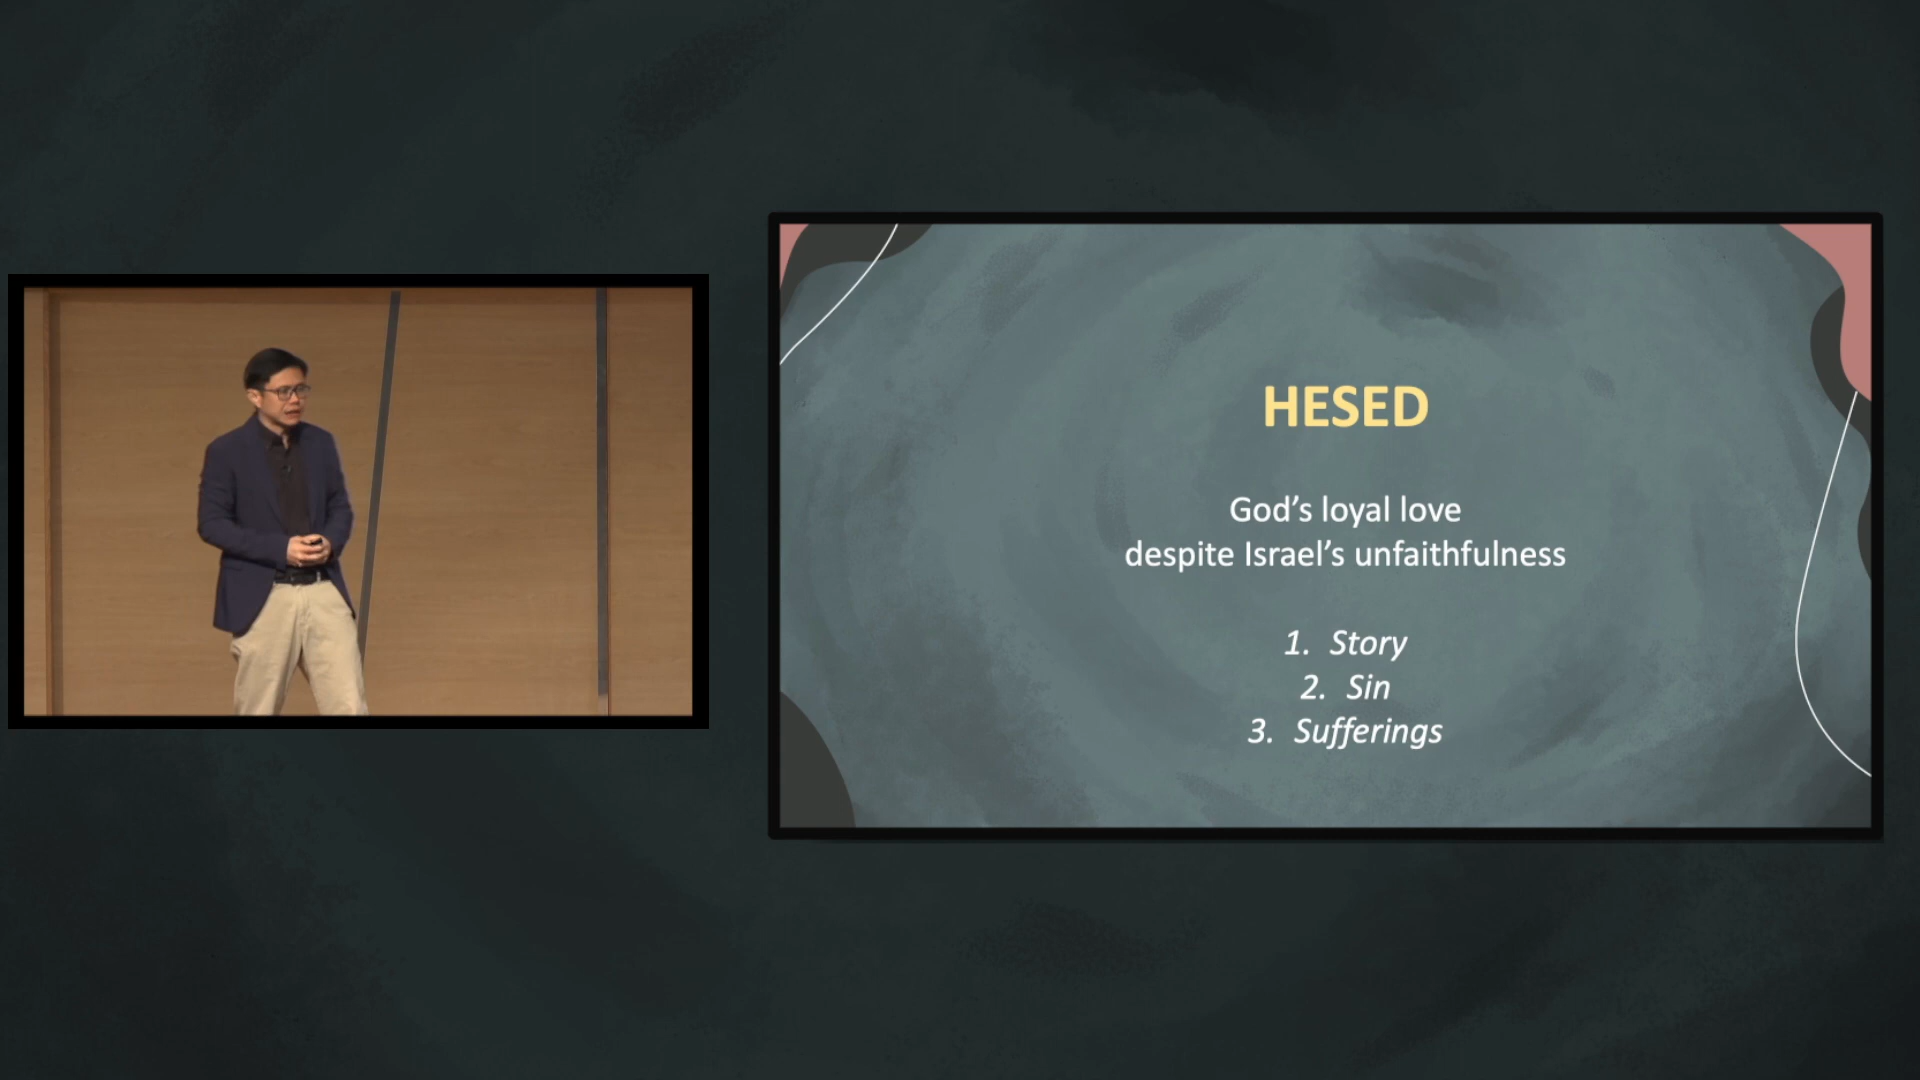 HESED
God’s loyal love
despite Israel’s unfaithfulness
1. Story
2. Sin
3. Sufferings